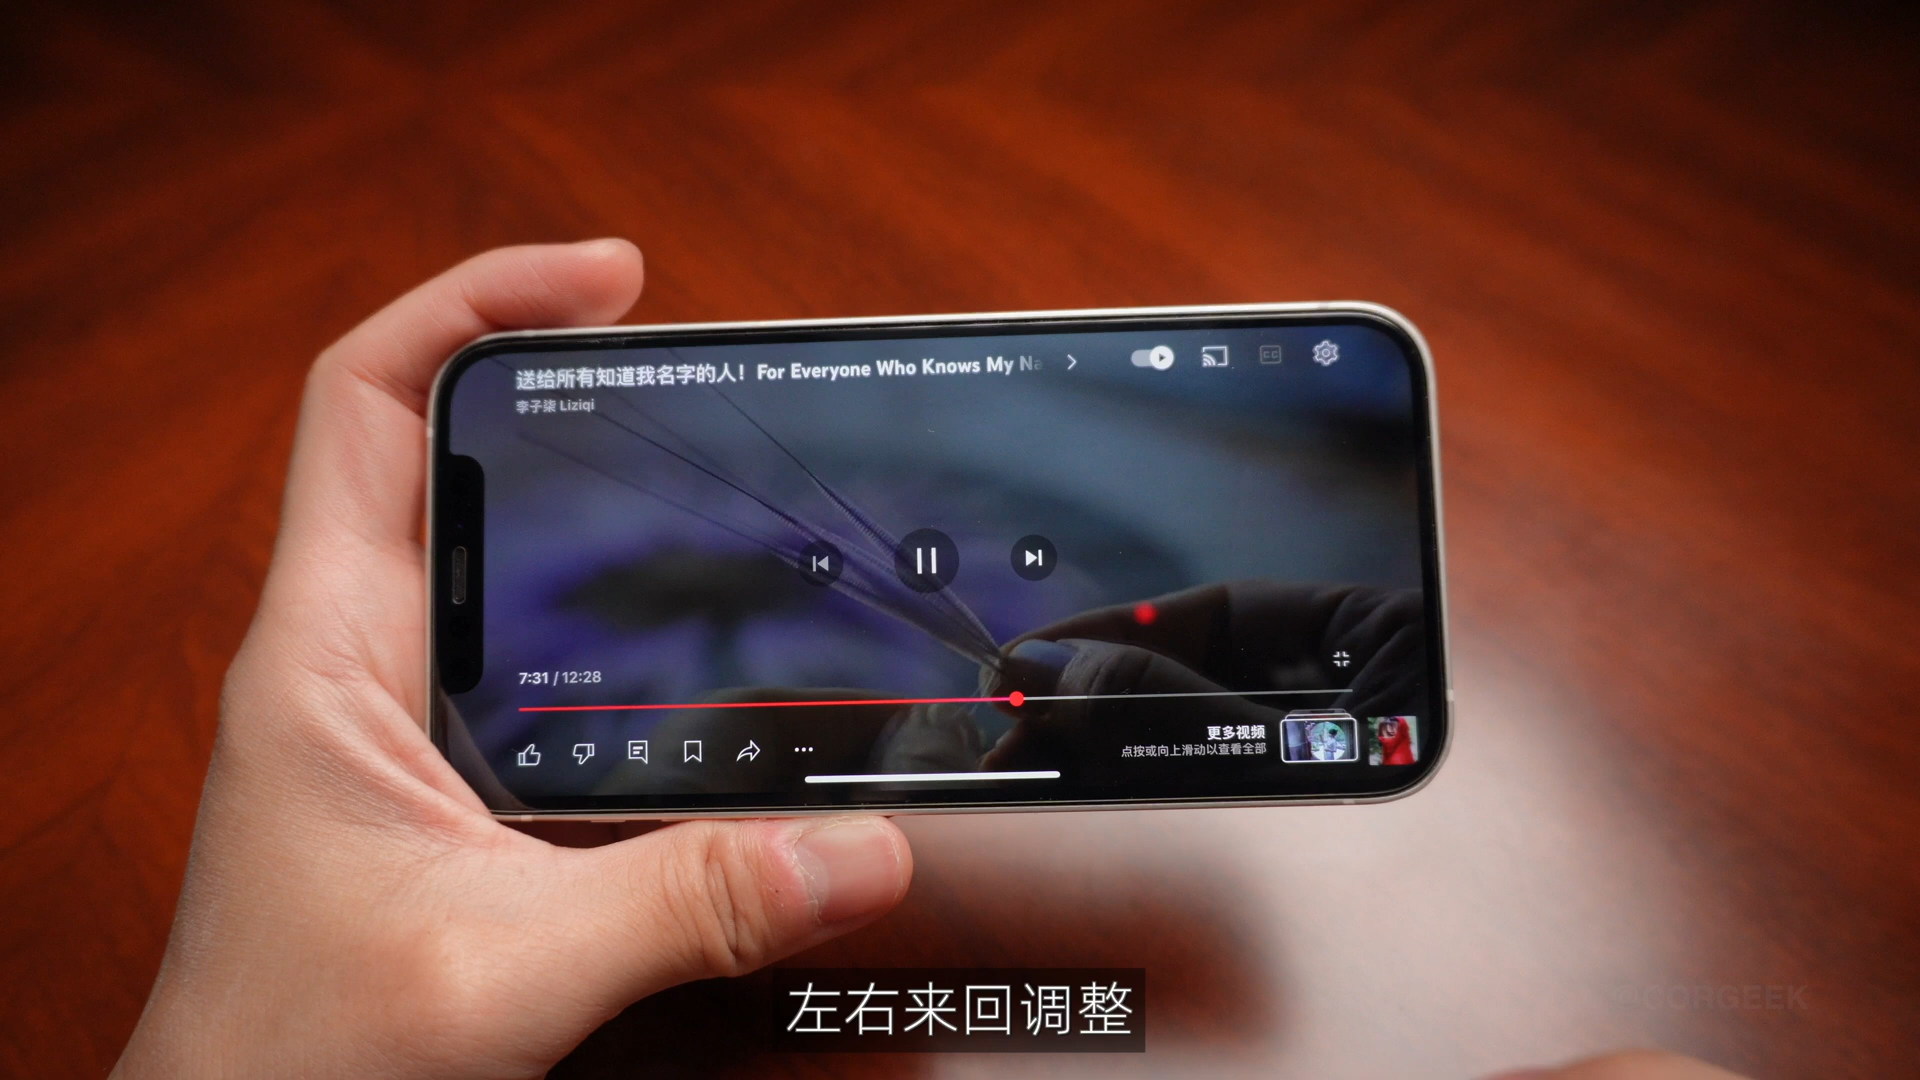 送给所有知道我名字的人！For Everyone Who Knows My Na
李子柒 Liziqi
CC
7:31 / 12:28
更多视频
点按或向上滑动以查看全部
左右来回调整
@CORGEEK